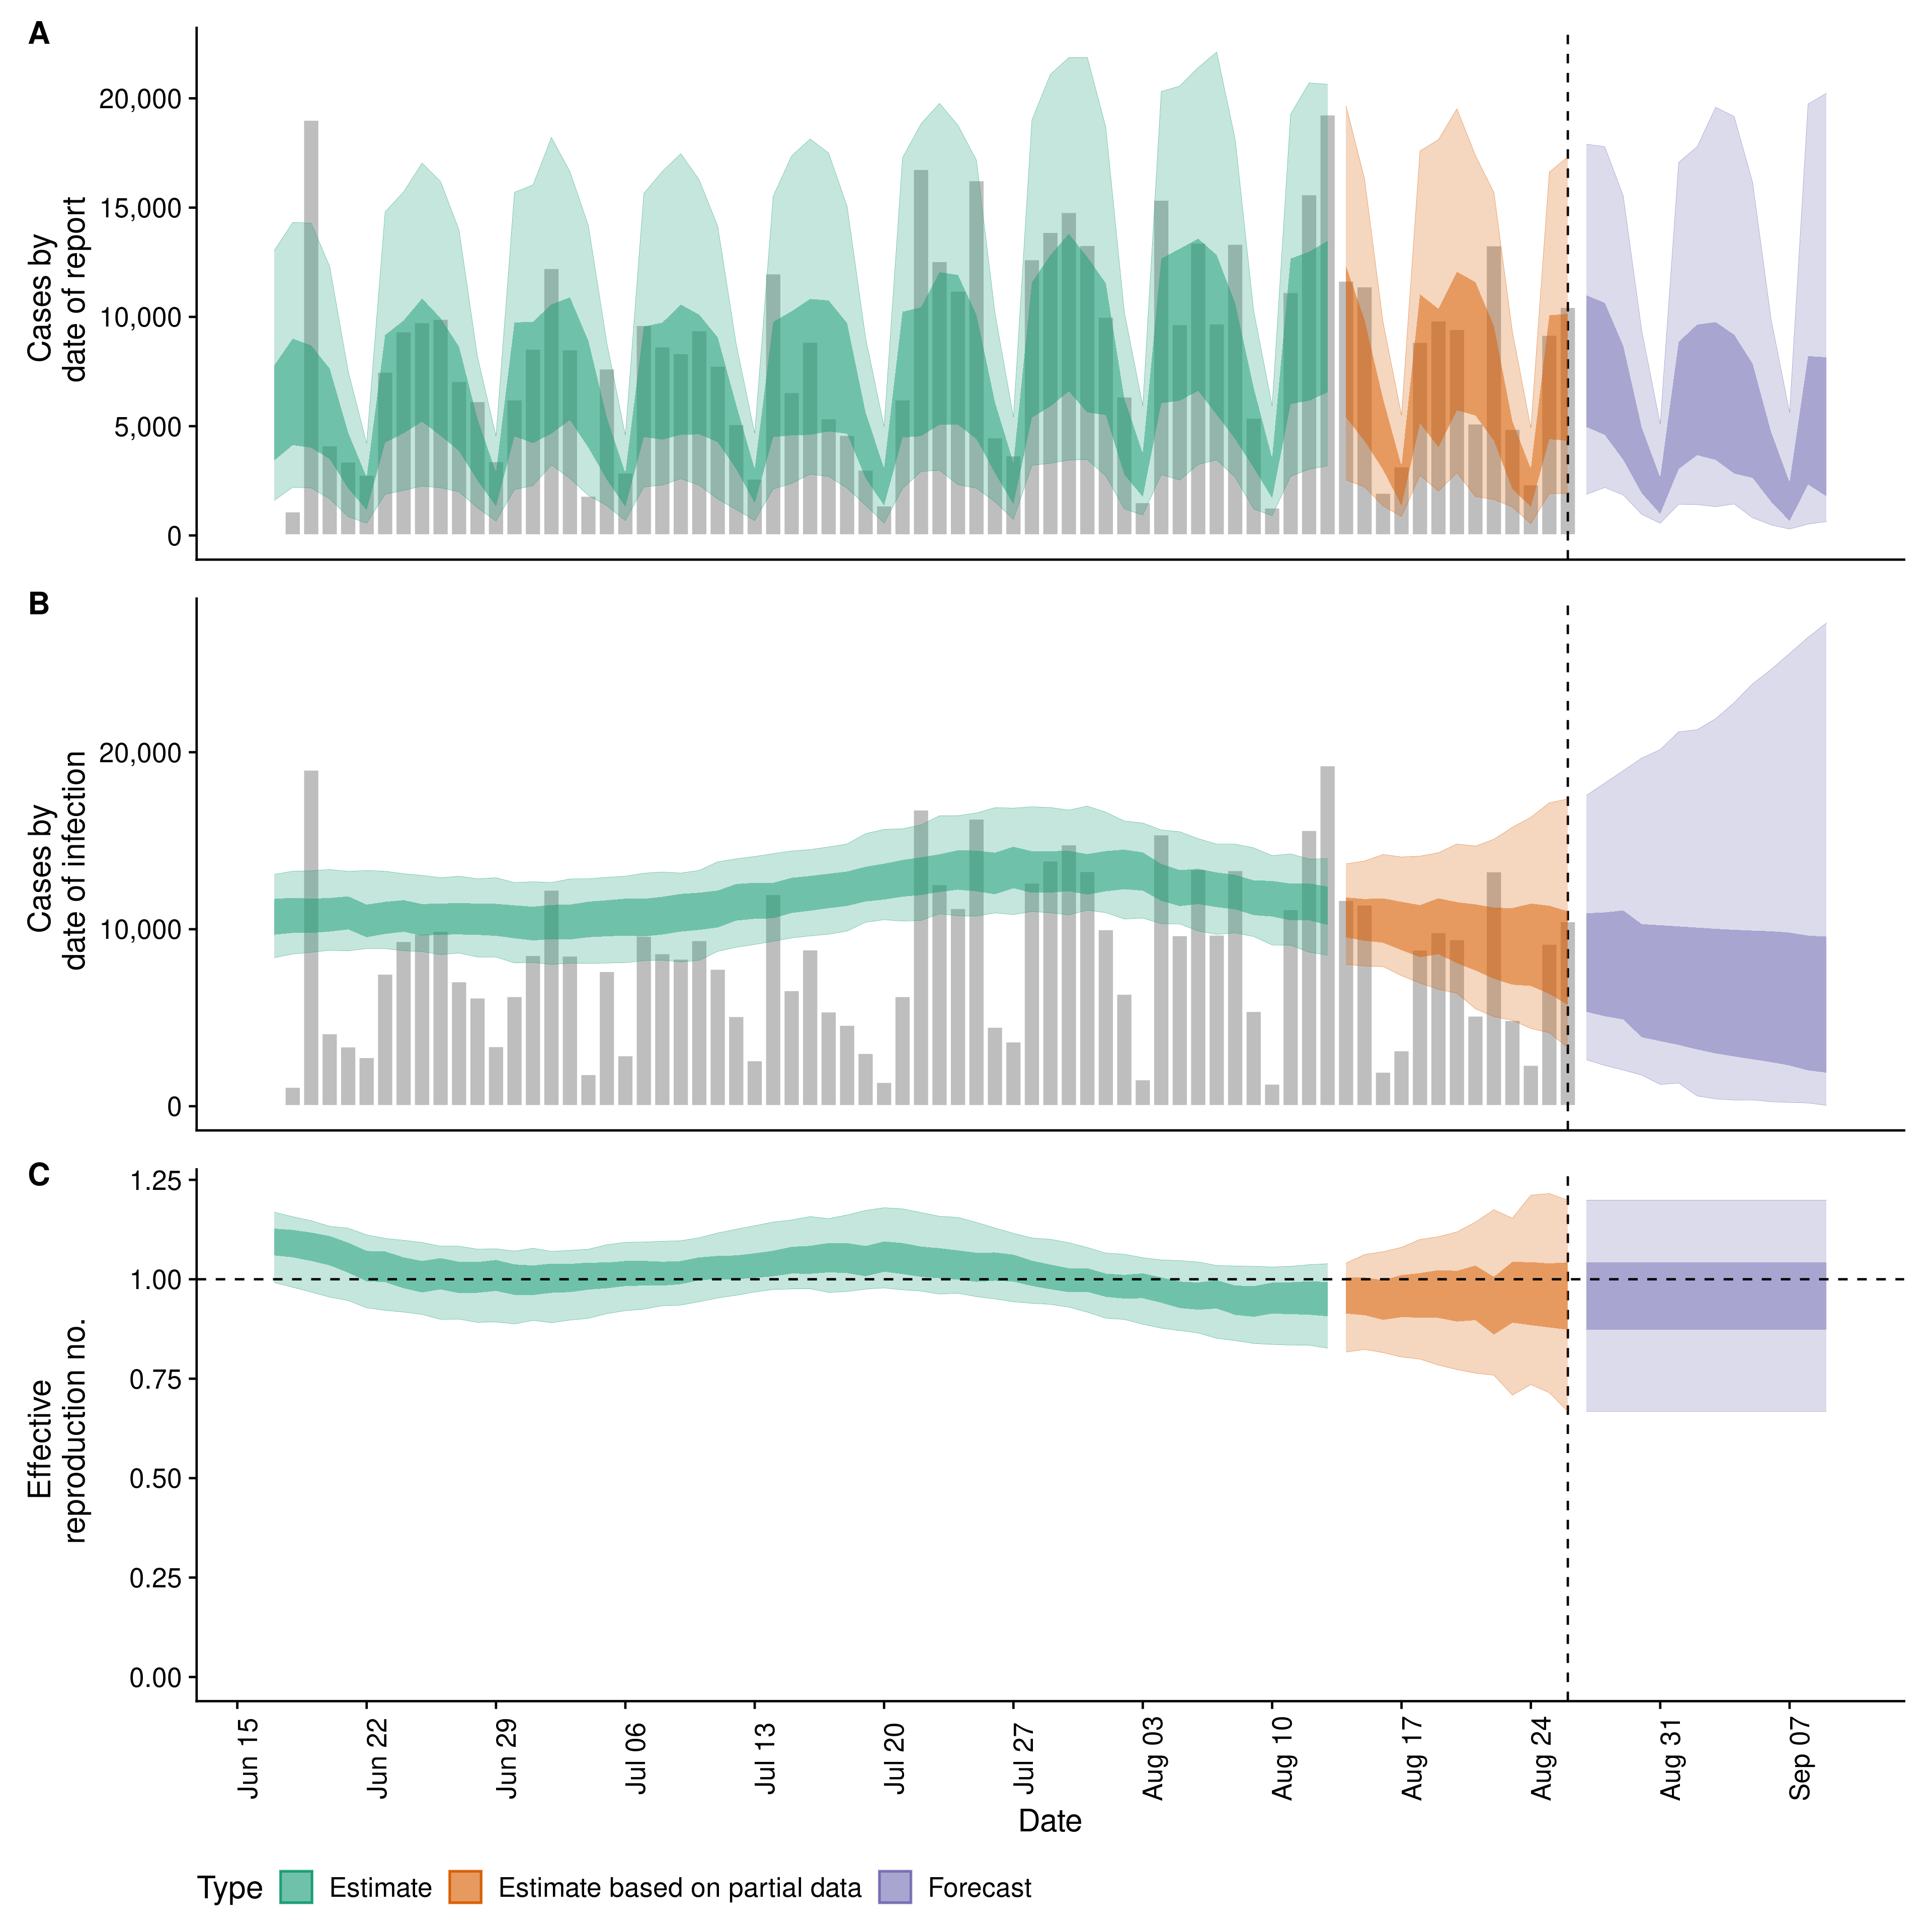 A
20,000
15,000
10,000
5,000
0
Cases by
date of report
B
20,000
10,000
0
Cases by
date of infection
C
1.25
1.00
0.75
0.50
0.25
0.00
Effective
reproduction no.
Jun 15
Jun 22
Jun 29
Jul 06
Jul 13
Jul 20
Jul 27
Aug 03
Aug 10
Aug 17
Aug 24
Aug 31
Sep 07
Date
Type Estimate Estimate based on partial data Forecast